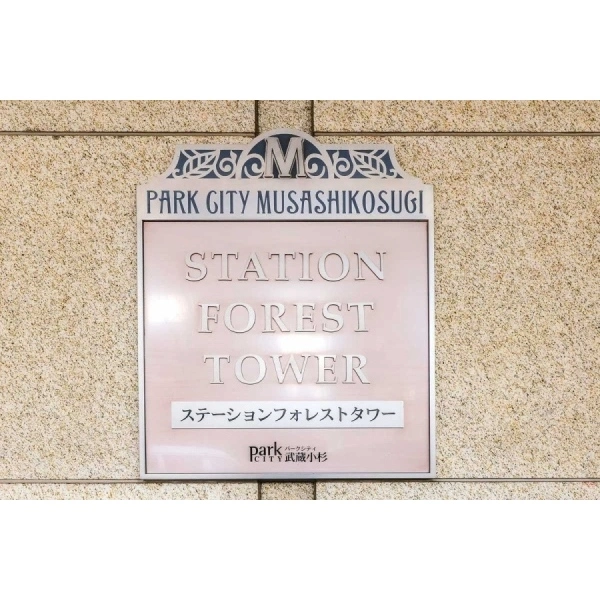 M
PARK CITY MUSASHIKOSUGI
STATION
FOREST
TOWER
ステーションフォレストタワー
park CITY パークシティ 武蔵小杉